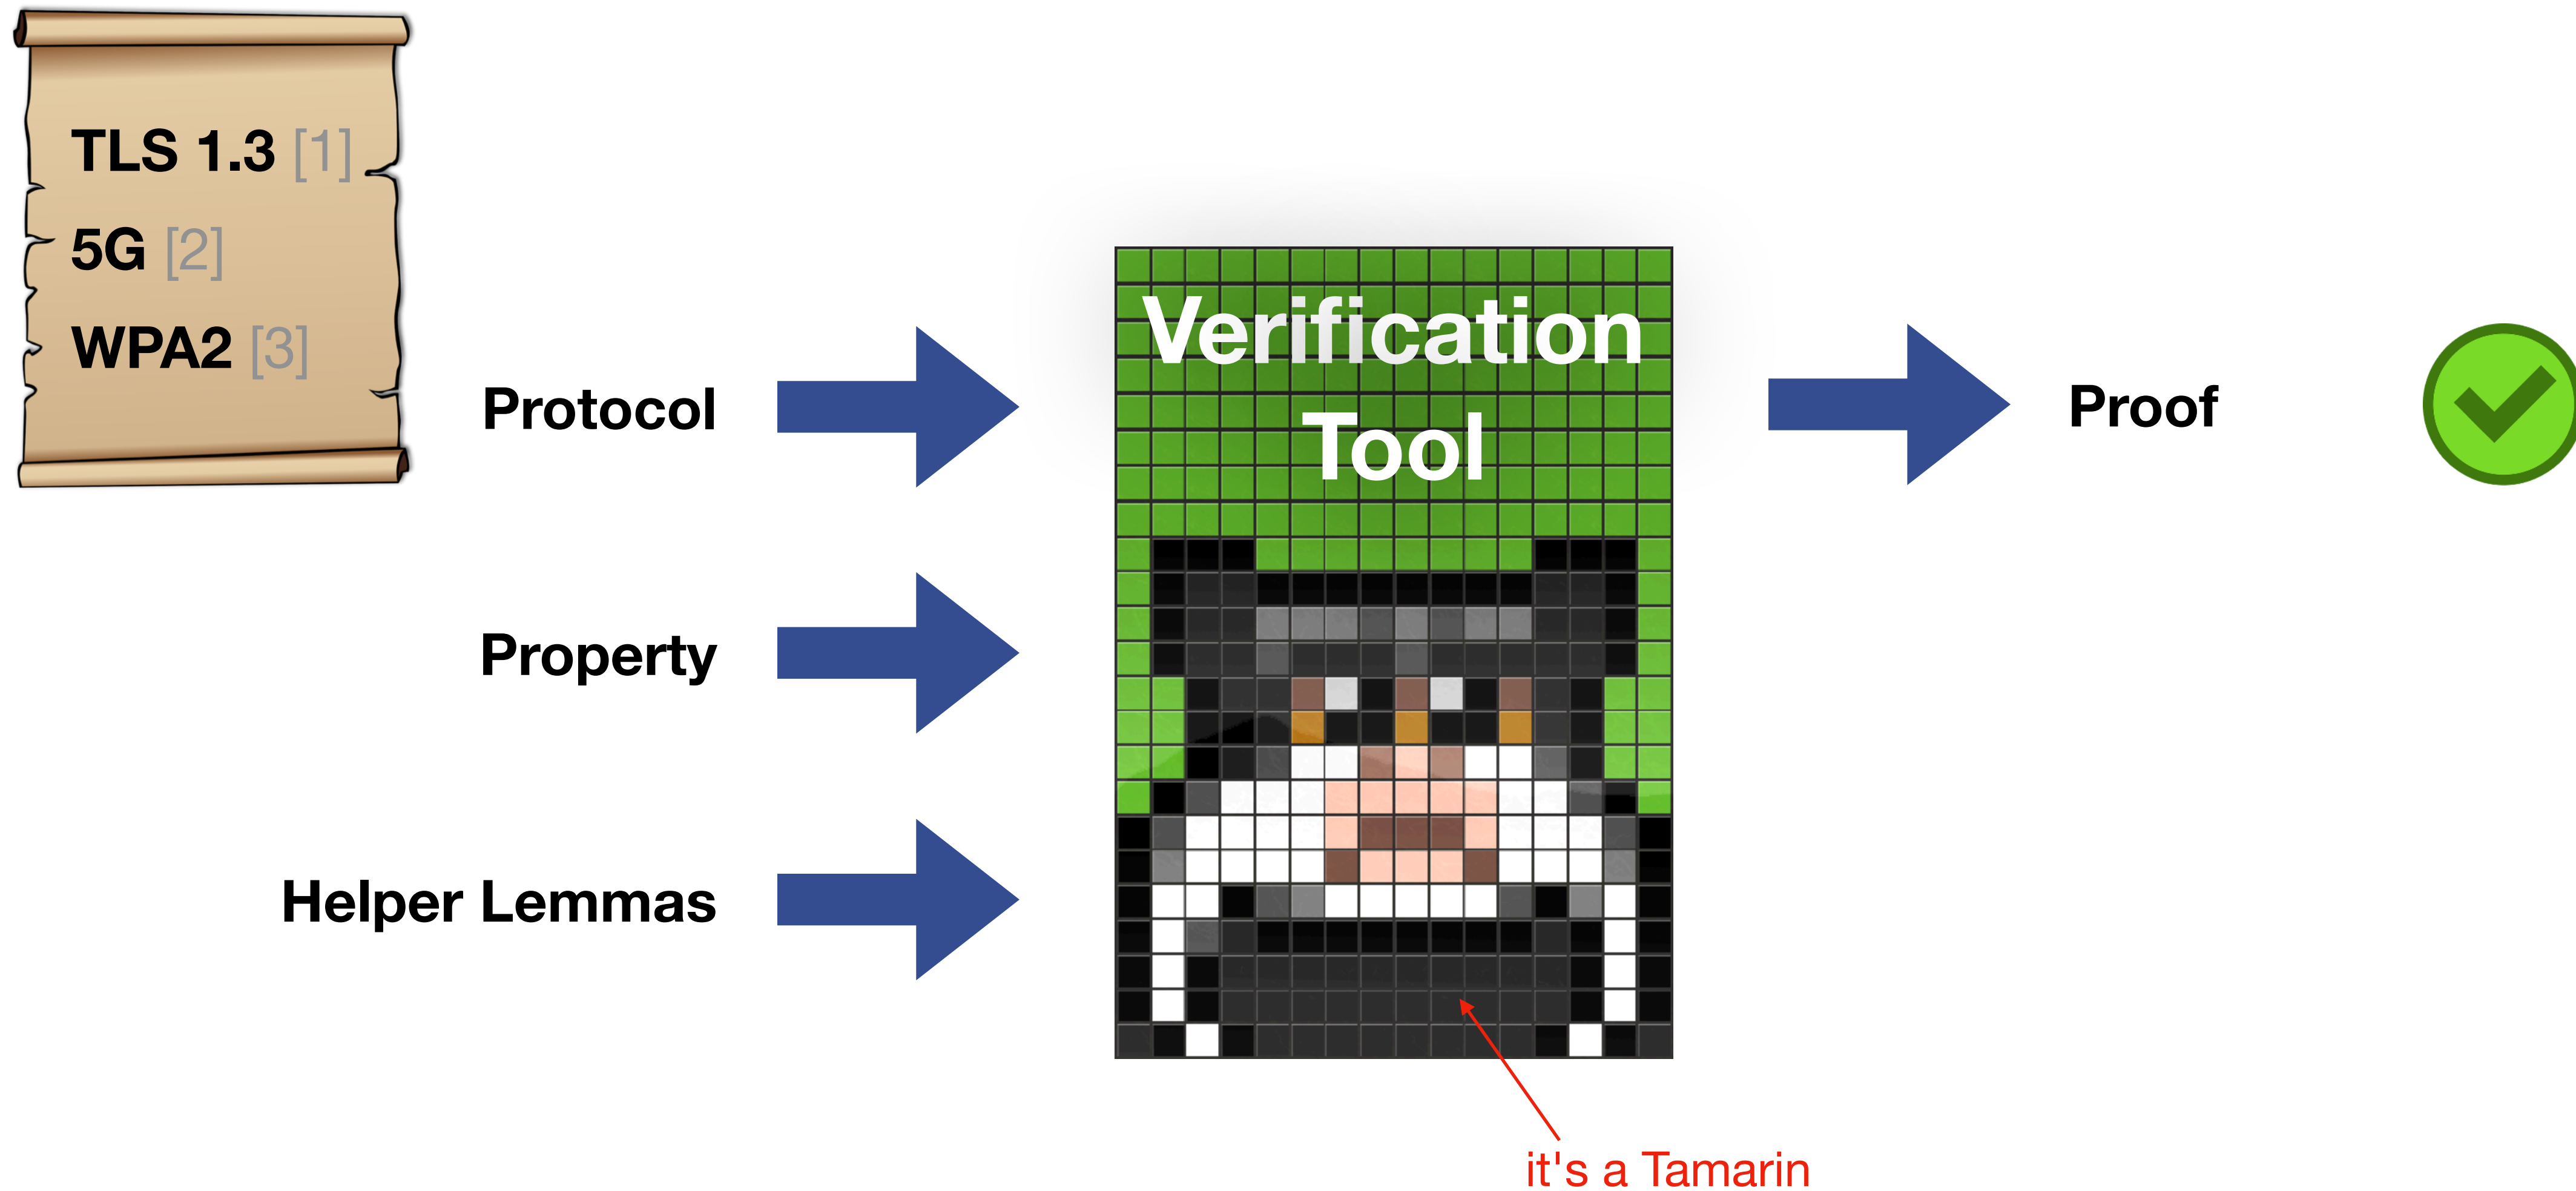 TLS 1.3 [1]
5G [2]
WPA2 [3]
Protocol
Property
Helper Lemmas
Verification
Tool
Proof
it's a Tamarin